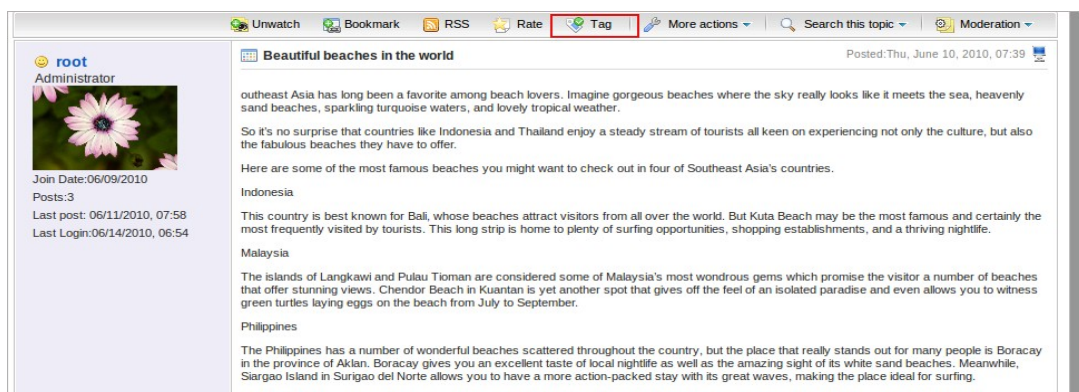 Unwatch Bookmark RSS Rate Tag More actions Search this topic Moderation
root
Administrator
Join Date:06/09/2010
Posts:3
Last post: 06/11/2010, 07:58
Last Login:06/14/2010, 06:54
Beautiful beaches in the world Posted:Thu, June 10, 2010, 07:39
outheast Asia has long been a favorite among beach lovers. Imagine gorgeous beaches where the sky really looks like it meets the sea, heavenly
sand beaches, sparkling turquoise waters, and lovely tropical weather.
So it's no surprise that countries like Indonesia and Thailand enjoy a steady stream of tourists all keen on experiencing not only the culture, but also
the fabulous beaches they have to offer.
Here are some of the most famous beaches you might want to check out in four of Southeast Asia's countries.
Indonesia
This country is best known for Bali, whose beaches attract visitors from all over the world. But Kuta Beach may be the most famous and certainly the
most frequently visited by tourists. This long strip is home to plenty of surfing opportunities, shopping establishments, and a thriving nightlife.
Malaysia
The islands of Langkawi and Pulau Tioman are considered some of Malaysia's most wondrous gems which promise the visitor a number of beaches
that offer stunning views. Chendor Beach in Kuantan is yet another spot that gives off the feel of an isolated paradise and even allows you to witness
green turtles laying eggs on the beach from July to September.
Philippines
The Philippines has a number of wonderful beaches scattered throughout the country, but the place that really stands out for many people is Boracay
in the province of Aklan. Boracay gives you an excellent taste of local nightlife as well as the amazing sight of its white sand beaches. Meanwhile,
Siargao Island in Surigao del Norte allows you to have a more action-packed stay with its great waves, making the place ideal for surfing.